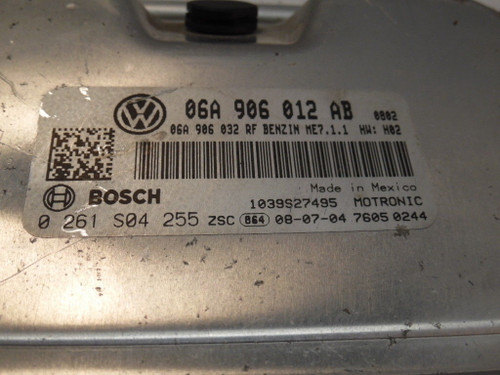 06A 906 012 AB 0802
06A 906 032 RF BENZIN ME7.1.1 HW: H02
BOSCH
Made in Mexico
1039S27495 MOTRONIC
0 261 S04 255 ZSC 864 08-07-04 7605 0244